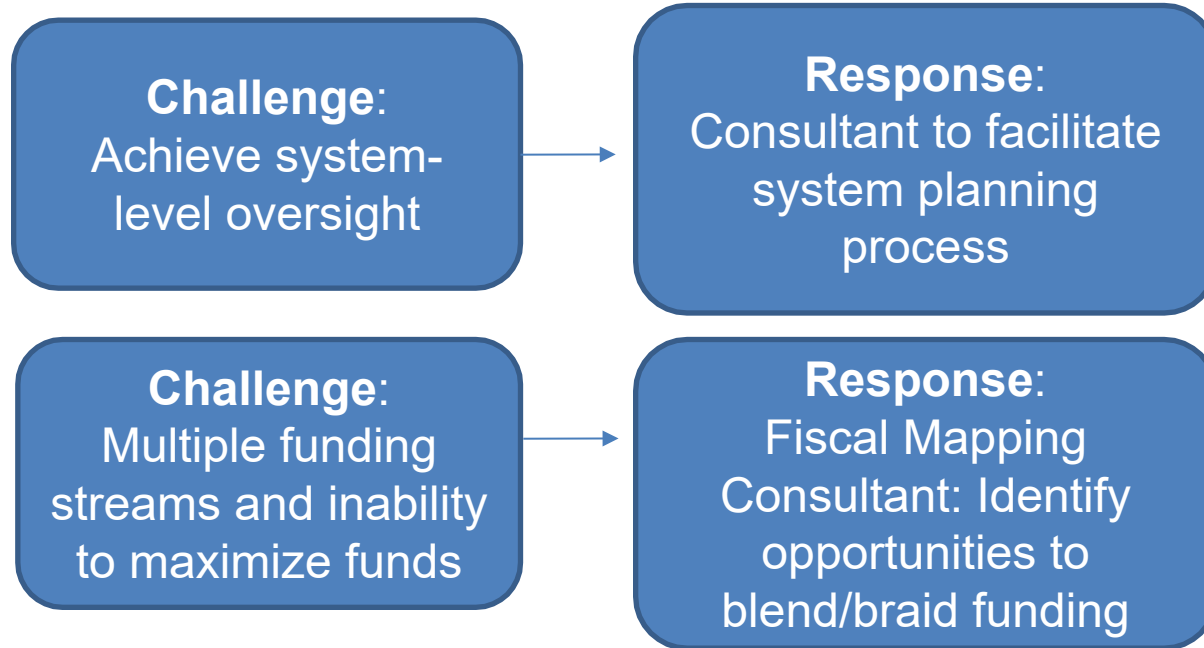 Challenge:
Achieve system-
level oversight
Response:
Consultant to facilitate
system planning
process
Challenge:
Multiple funding
streams and inability
to maximize funds
Response:
Fiscal Mapping
Consultant: Identify
opportunities to
blend/braid funding